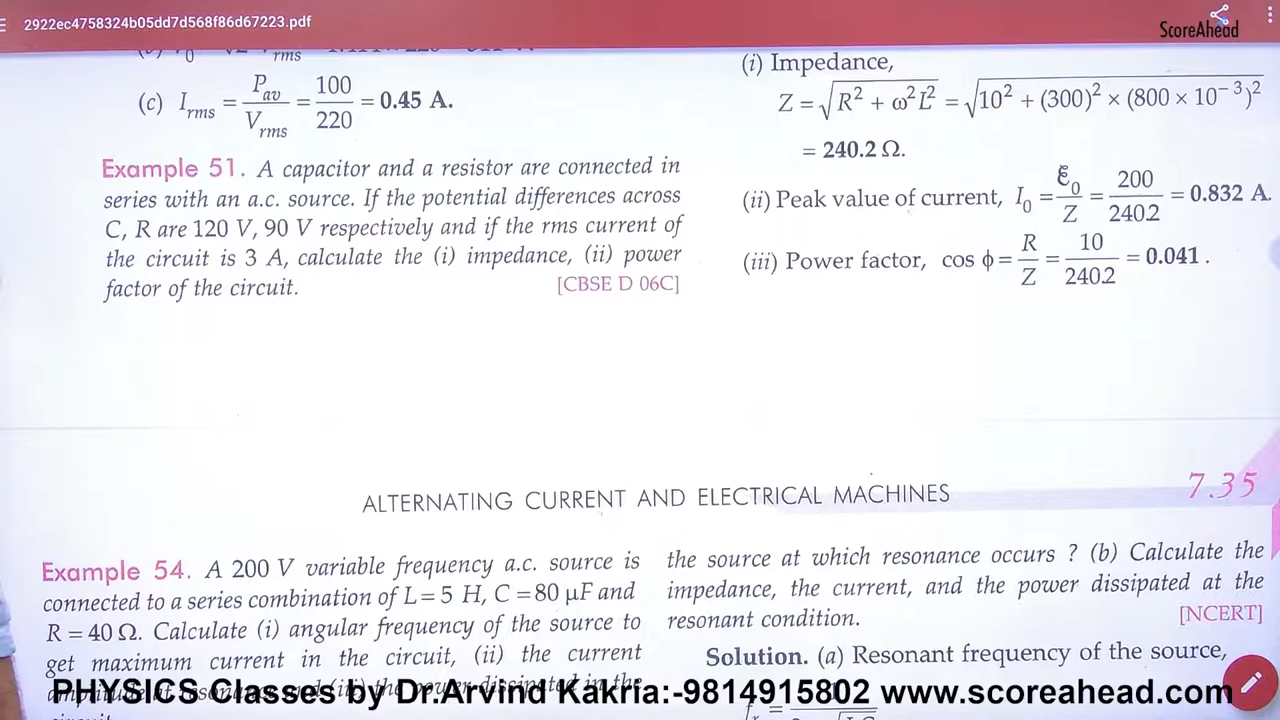 2922ec4758324b05dd7d568f86d67223.pdf
ScoreAhead
rms
(c) I_rms = P_av / V_rms = 100 / 220 = 0.45 A.
Example 51. A capacitor and a resistor are connected in
series with an a.c. source. If the potential differences across
C, R are 120 V, 90 V respectively and if the rms current of
the circuit is 3 A, calculate the (i) impedance, (ii) power
factor of the circuit. [CBSE D 06C]
(i) Impedance,
Z = √(R² + ω²L²) = √(10² + (300)² × (800 × 10⁻³)²)
= 240.2 Ω.
(ii) Peak value of current, I₀ = ℰ₀ / Z = 200 / 240.2 = 0.832 A.
(iii) Power factor, cos ϕ = R / Z = 10 / 240.2 = 0.041 .
ALTERNATING CURRENT AND ELECTRICAL MACHINES 7.35
Example 54. A 200 V variable frequency a.c. source is
connected to a series combination of L = 5 H, C = 80 μF and
R = 40 Ω. Calculate (i) angular frequency of the source to
get maximum current in the circuit, (ii) the current
the source at which resonance occurs ? (b) Calculate the
impedance, the current, and the power dissipated at the
resonant condition. [NCERT]
Solution. (a) Resonant frequency of the source,
PHYSICS Classes by Dr.Arvind Kakria:-9814915802 www.scoreahead.com